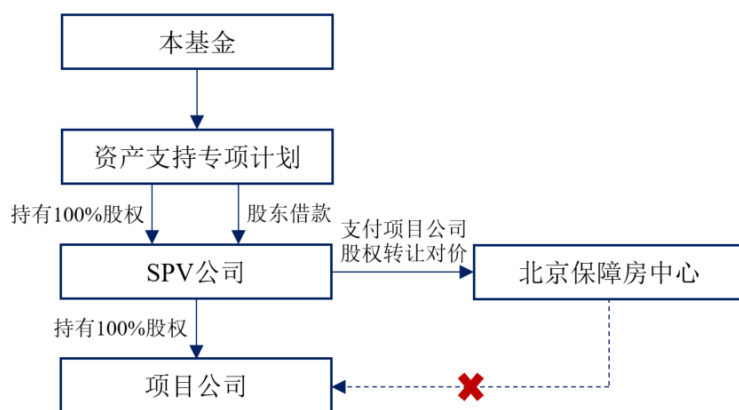 本基金
资产支持专项计划
持有100%股权
股东借款
支付项目公司
股权转让对价
SPV公司
北京保障房中心
持有100%股权
项目公司